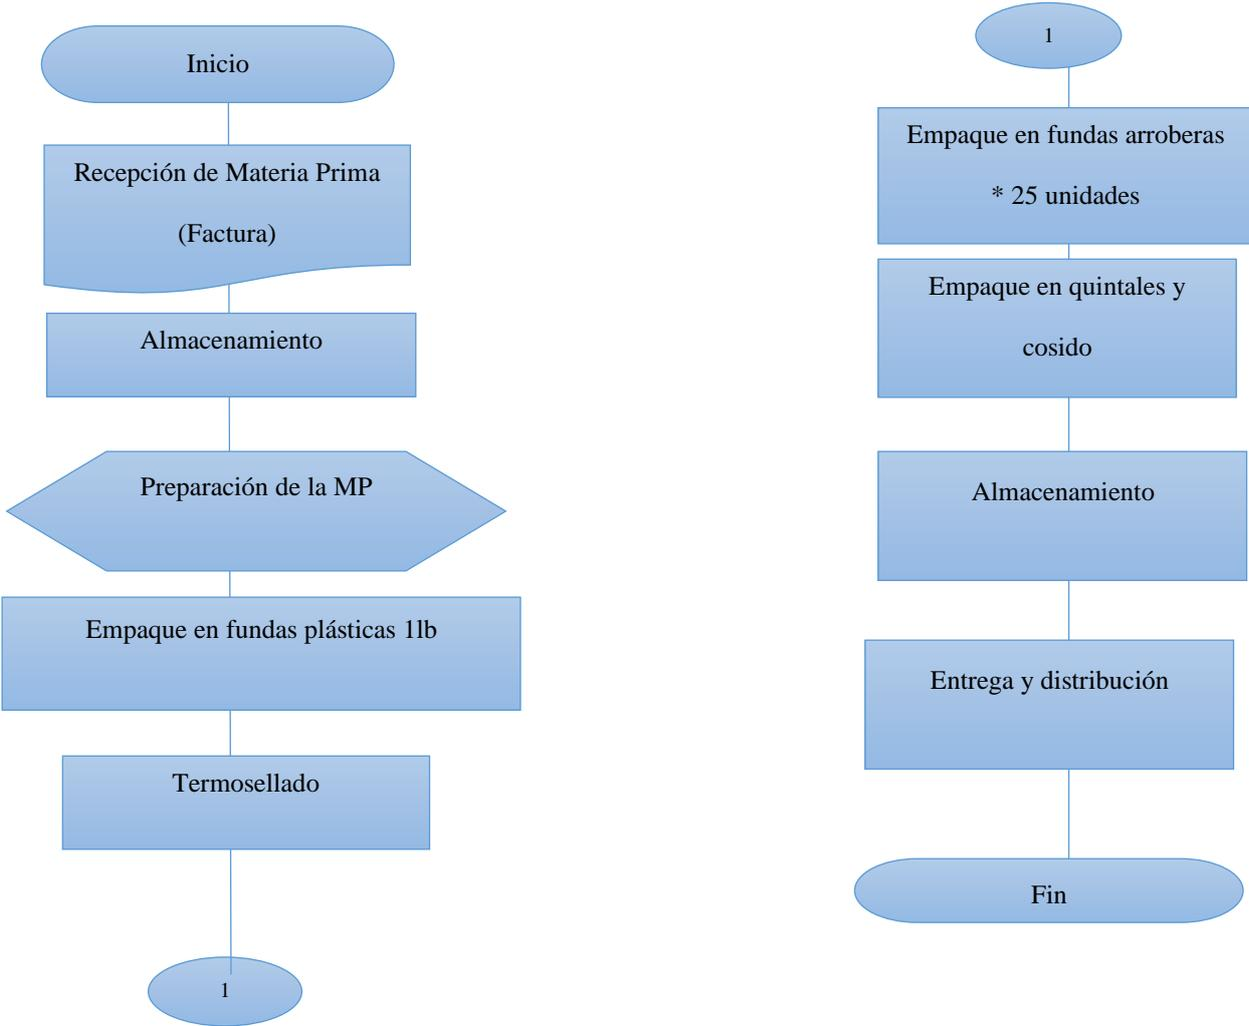 Inicio
Recepción de Materia Prima
(Factura)
Almacenamiento
Preparación de la MP
Empaque en fundas plásticas 1lb
Termosellado
1
1
Empaque en fundas arroberas
* 25 unidades
Empaque en quintales y
cosido
Almacenamiento
Entrega y distribución
Fin